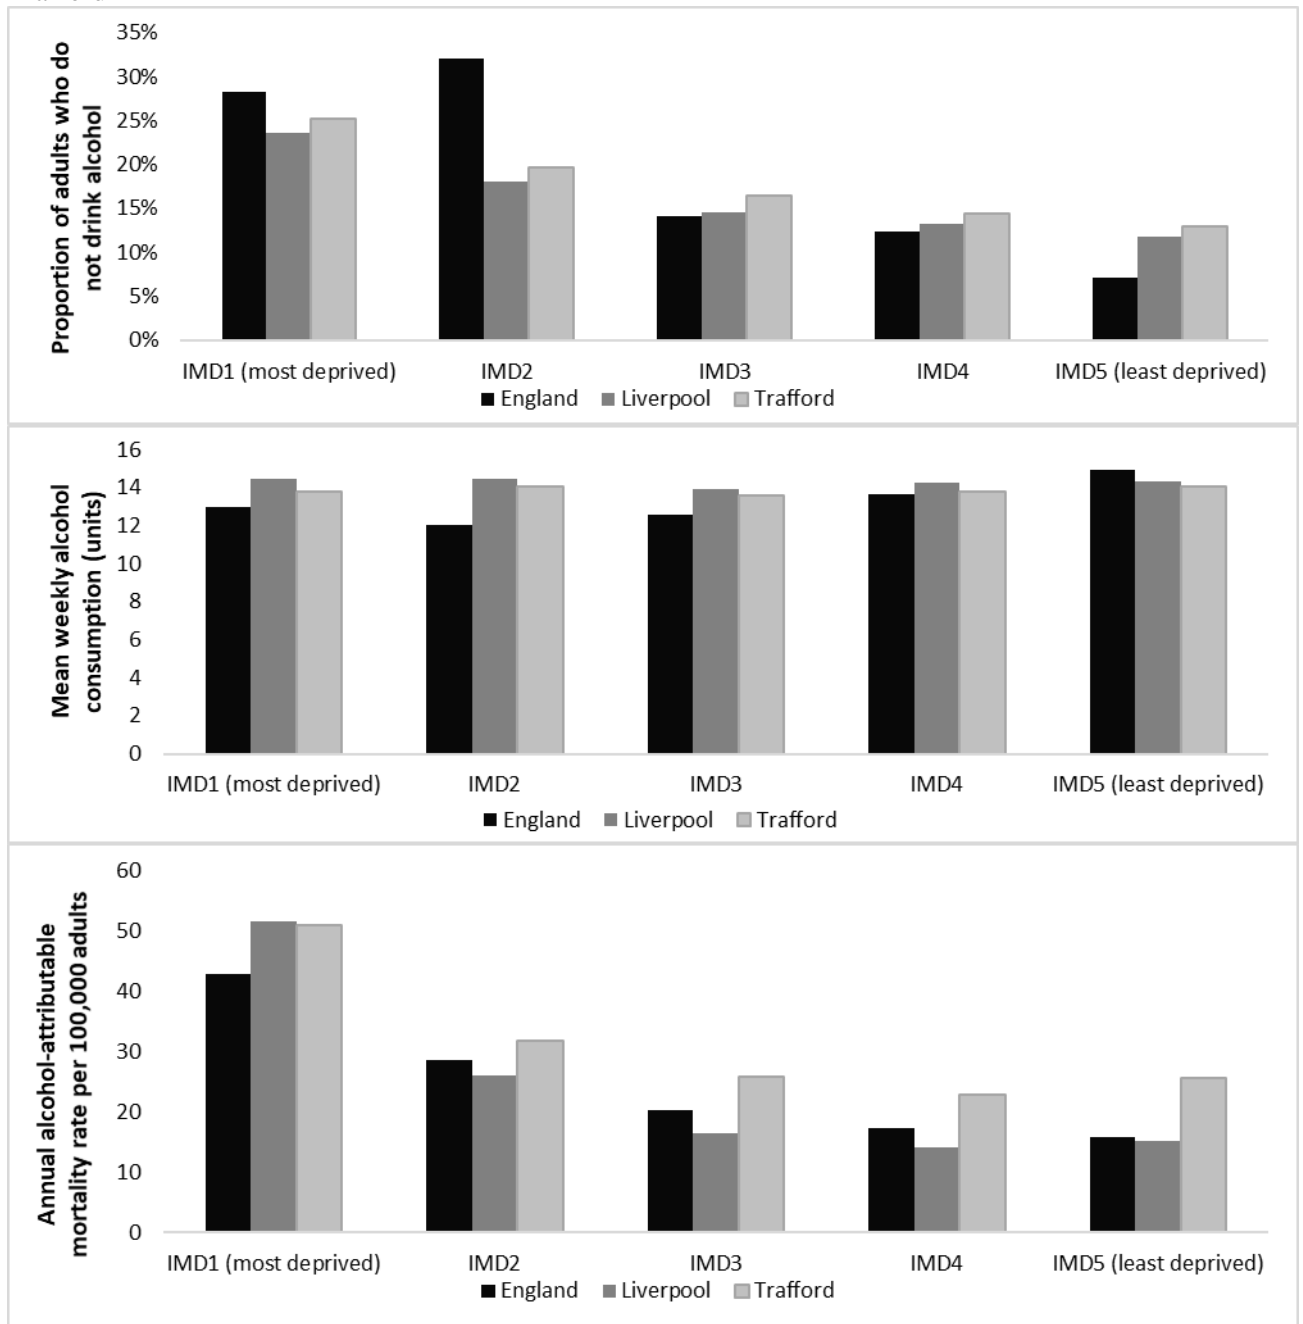 Proportion of adults who do
not drink alcohol
35%
30%
25%
20%
15%
10%
5%
0%
IMD1 (most deprived) IMD2 IMD3 IMD4 IMD5 (least deprived)
England Liverpool Trafford
Mean weekly alcohol
consumption (units)
16
14
12
10
8
6
4
2
0
IMD1 (most deprived) IMD2 IMD3 IMD4 IMD5 (least deprived)
England Liverpool Trafford
Annual alcohol-attributable
mortality rate per 100,000 adults
60
50
40
30
20
10
0
IMD1 (most deprived) IMD2 IMD3 IMD4 IMD5 (least deprived)
England Liverpool Trafford